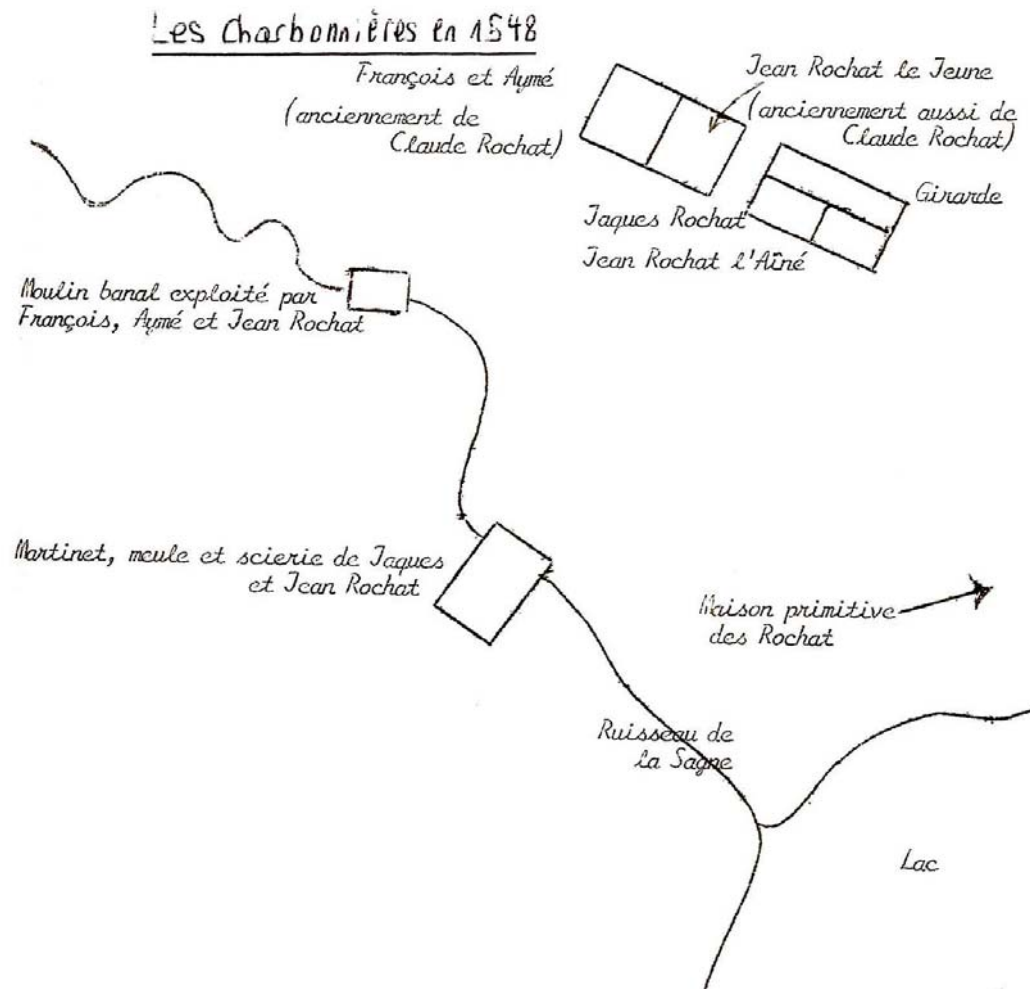 Les Charbonnières en 1548
François et Aymé
(anciennement de
Claude Rochat)
Jean Rochat le Jeune
(anciennement aussi de
Claude Rochat)
Girarde
Jaques Rochat
Jean Rochat l'Aîné
Moulin banal exploité par
François, Aymé et Jean Rochat
Martinet, meule et scierie de Jaques
et Jean Rochat
Maison primitive
des Rochat
Ruisseau de
la Sagne
Lac